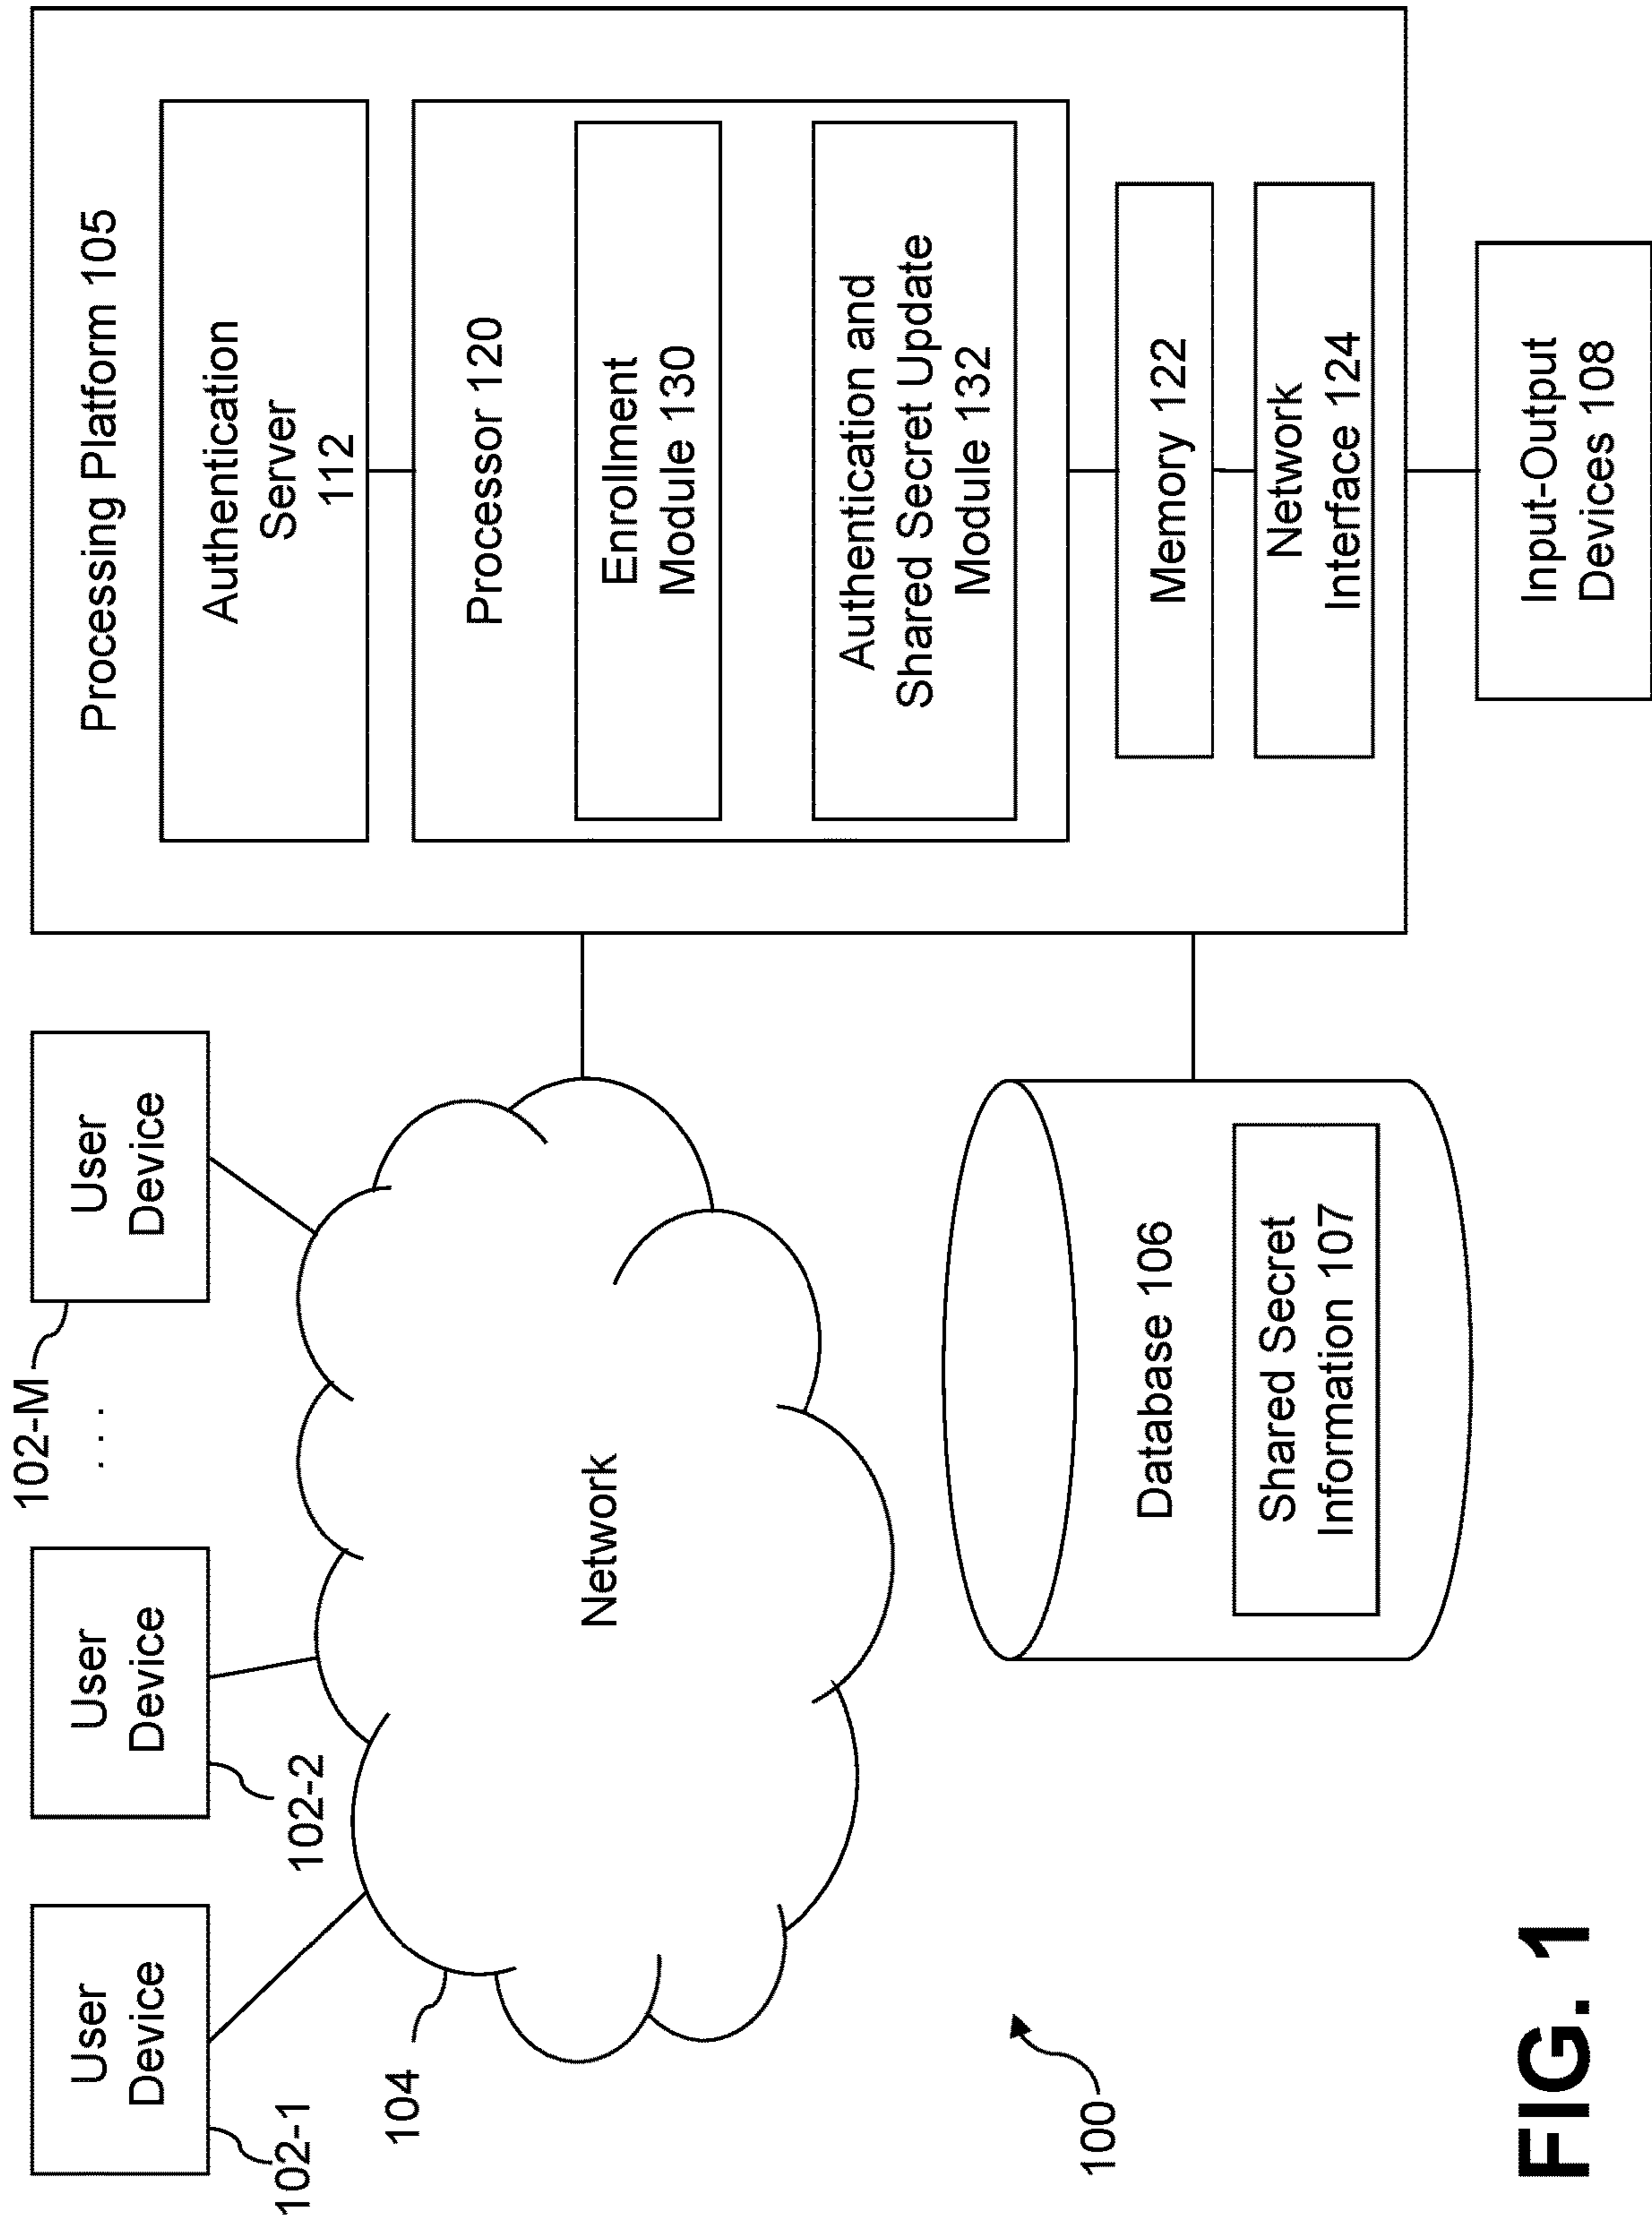 User
Device
102-1
User
Device
102-2
. . .
User
Device
102-M
104
Network
100
Database 106
Shared Secret
Information 107
Processing Platform 105
Authentication
Server
112
Processor 120
Enrollment
Module 130
Authentication and
Shared Secret Update
Module 132
Memory 122
Network
Interface 124
Input-Output
Devices 108
FIG. 1